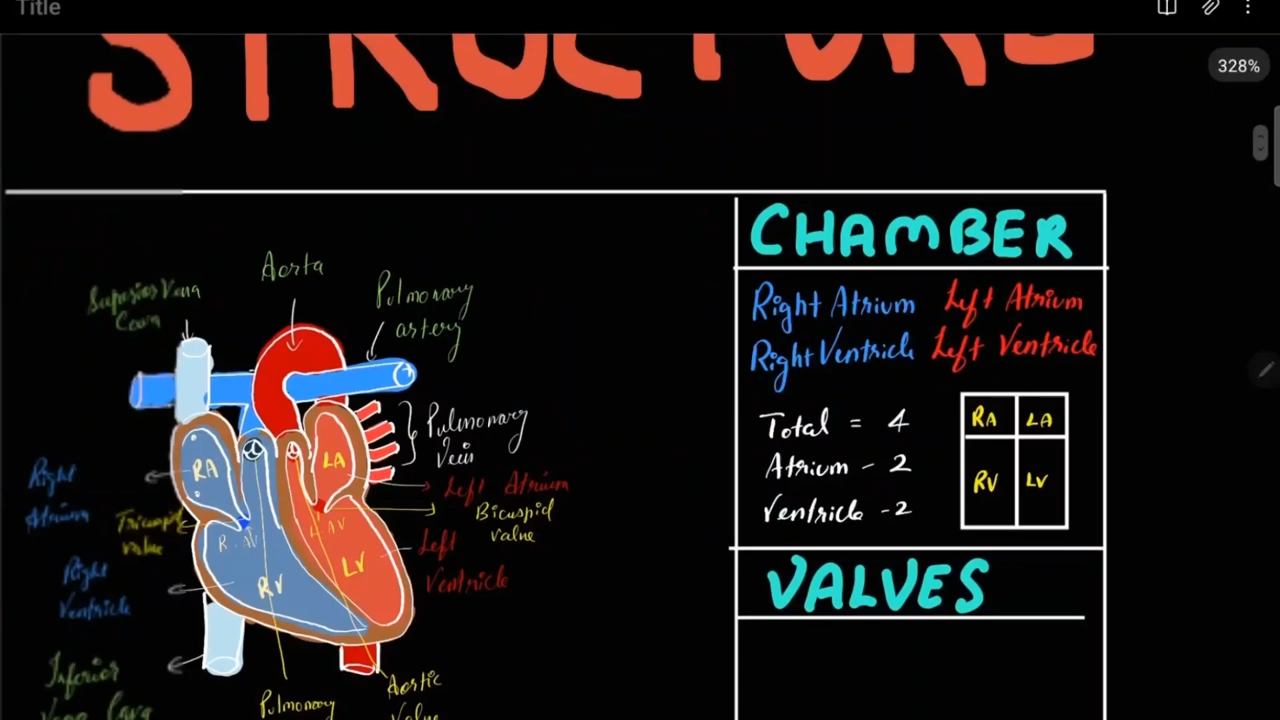 Title
328%
STRUCTURE
CHAMBER
Right Atrium Left Atrium
Right Ventricle Left Ventricle
Total = 4
Atrium - 2
Ventricle - 2
RA LA
RV LV
VALVES
Aorta
Superior Vena
Cava
Pulmonary
artery
Pulmonary
Vein
RA
LA
Right
Atrium
Left Atrium
Tricuspid
valve
Bicuspid
valve
R. AV
L. AV
Left
Ventricle
LV
RV
Right
Ventricle
Inferior
Vena Cava
Pulmonary
Aortic
Valve